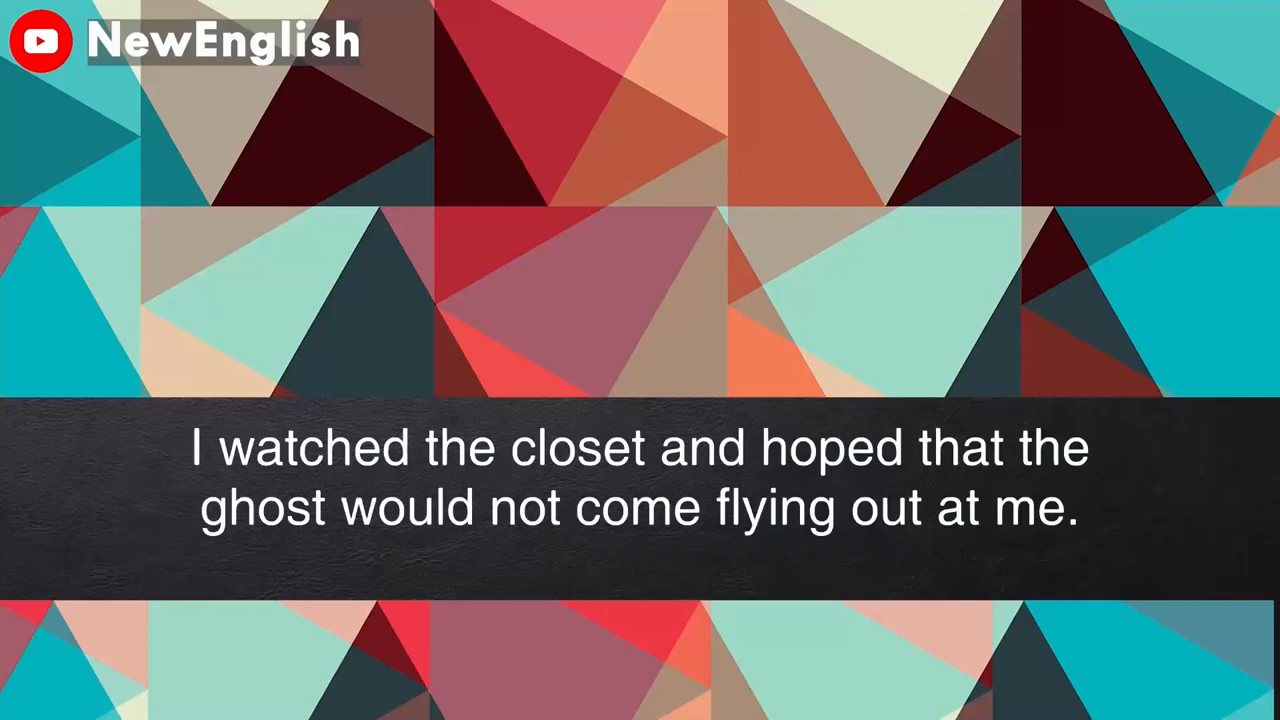 NewEnglish
I watched the closet and hoped that the
ghost would not come flying out at me.